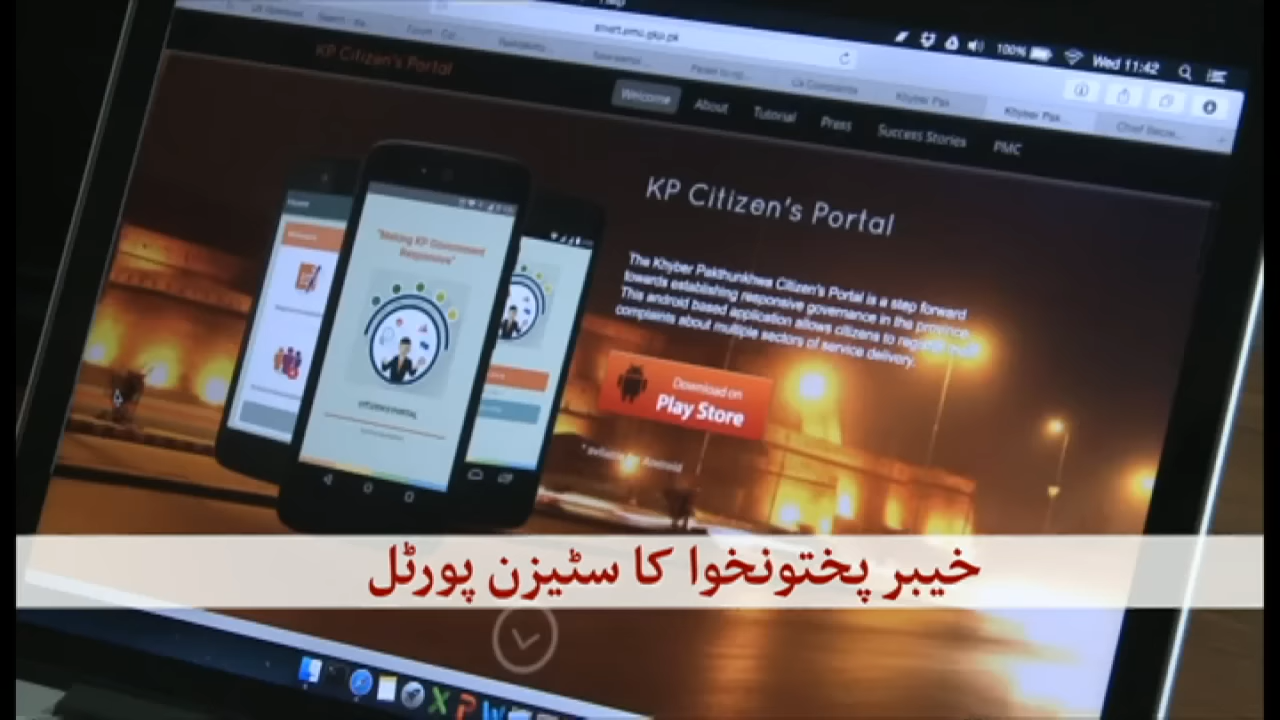 100%
Wed 11:42
KP Citizen's Portal
Welcome
About
Tutorial
Press
Success Stories
PMC
KP Citizen's Portal
The Khyber Pakthunkhwa Citizen's Portal is a step forward
towards establishing responsive governance in the province.
This android based application allows citizens to register
complaints about multiple sectors of service delivery.
Download on
Play Store
"Making KP Government
Responsive"
خیبر پختونخوا کا سٹیزن پورٹل